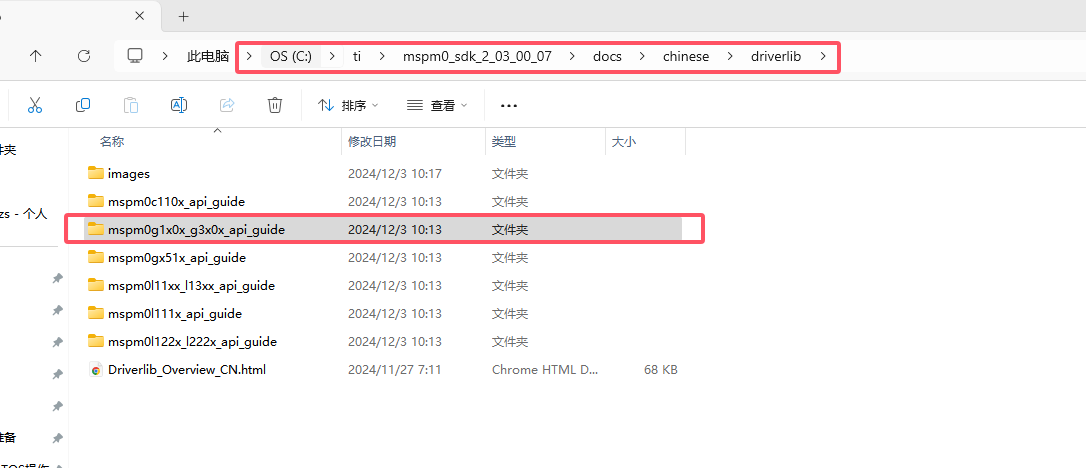 此电脑 OS (C:) ti mspm0_sdk_2_03_00_07 docs chinese driverlib
排序 查看
名称 修改日期 类型 大小
images 2024/12/3 10:17 文件夹
mspm0c110x_api_guide 2024/12/3 10:13 文件夹
mspm0g1x0x_g3x0x_api_guide 2024/12/3 10:13 文件夹
mspm0gx51x_api_guide 2024/12/3 10:13 文件夹
mspm0l11xx_l13xx_api_guide 2024/12/3 10:13 文件夹
mspm0l111x_api_guide 2024/12/3 10:13 文件夹
mspm0l122x_l222x_api_guide 2024/12/3 10:13 文件夹
Driverlib_Overview_CN.html 2024/11/27 7:11 Chrome HTML D... 68 KB
件夹
zs - 个人
准备